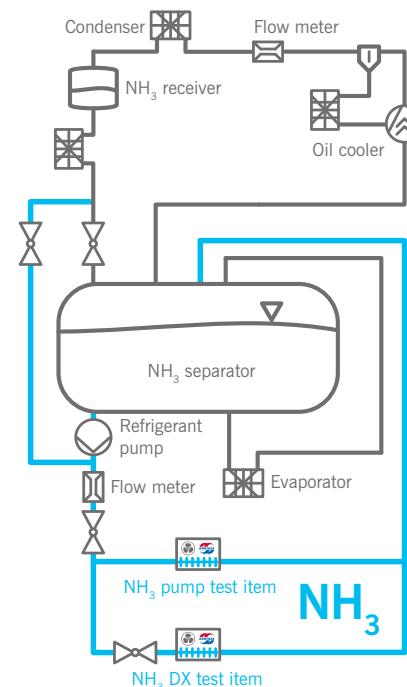 Condenser
Flow meter
NH₃ receiver
Oil cooler
NH₃ separator
Refrigerant
pump
Flow meter
Evaporator
NH₃ pump test item
NH₃
NH₃ DX test item